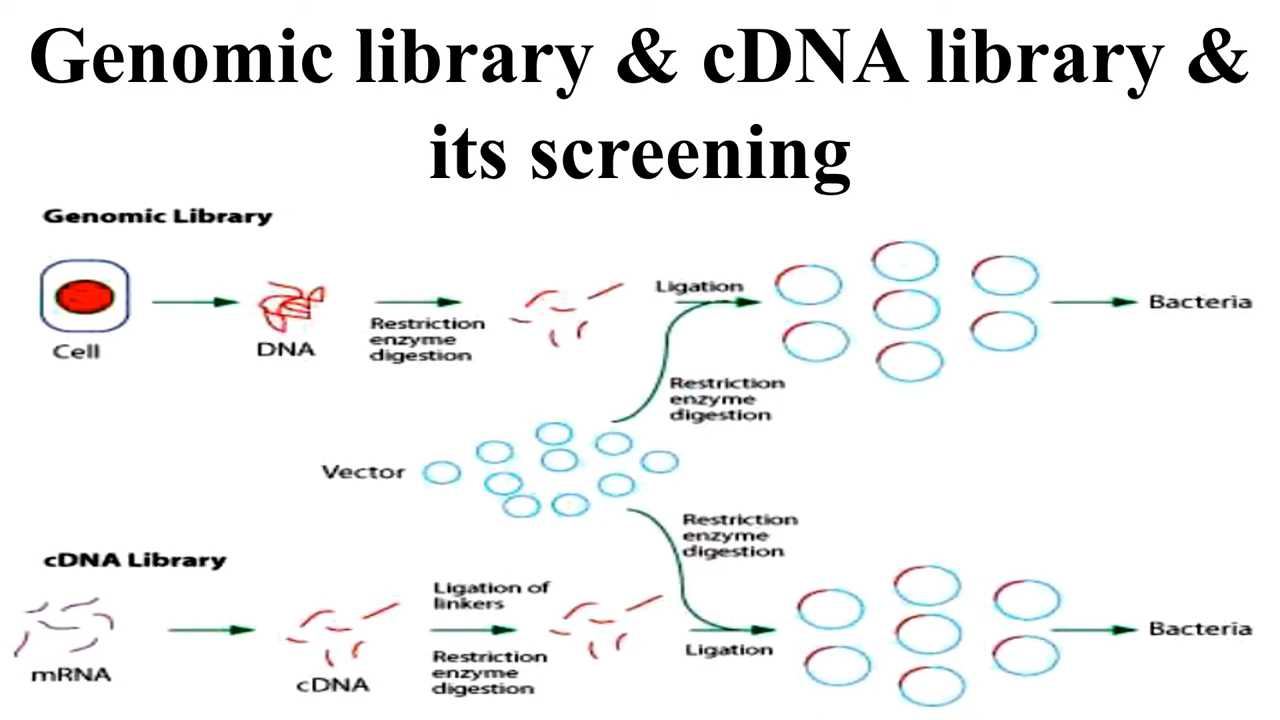 Genomic library & cDNA library &
its screening
Genomic Library
Cell
DNA
Restriction
enzyme
digestion
Ligation
Bacteria
Restriction
enzyme
digestion
Vector
Restriction
enzyme
digestion
cDNA Library
mRNA
cDNA
Ligation of
linkers
Restriction
enzyme
digestion
Ligation
Bacteria